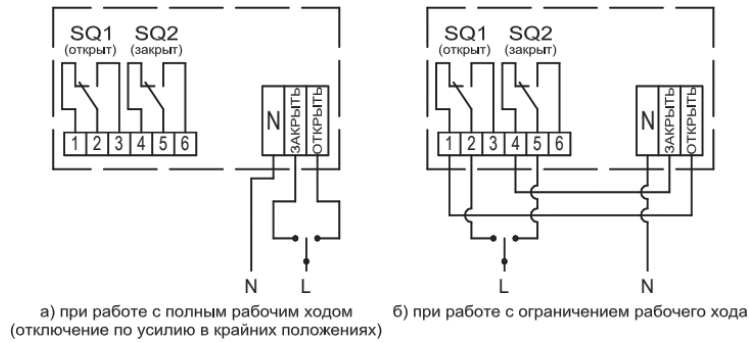 SQ1 SQ2
(открыт) (закрыт)
1 2 3 4 5 6
N ЗАКРЫТЬ ОТКРЫТЬ
N L
а) при работе с полным рабочим ходом
(отключение по усилию в крайних положениях)
SQ1 SQ2
(открыт) (закрыт)
1 2 3 4 5 6
N ЗАКРЫТЬ ОТКРЫТЬ
L N
б) при работе с ограничением рабочего хода